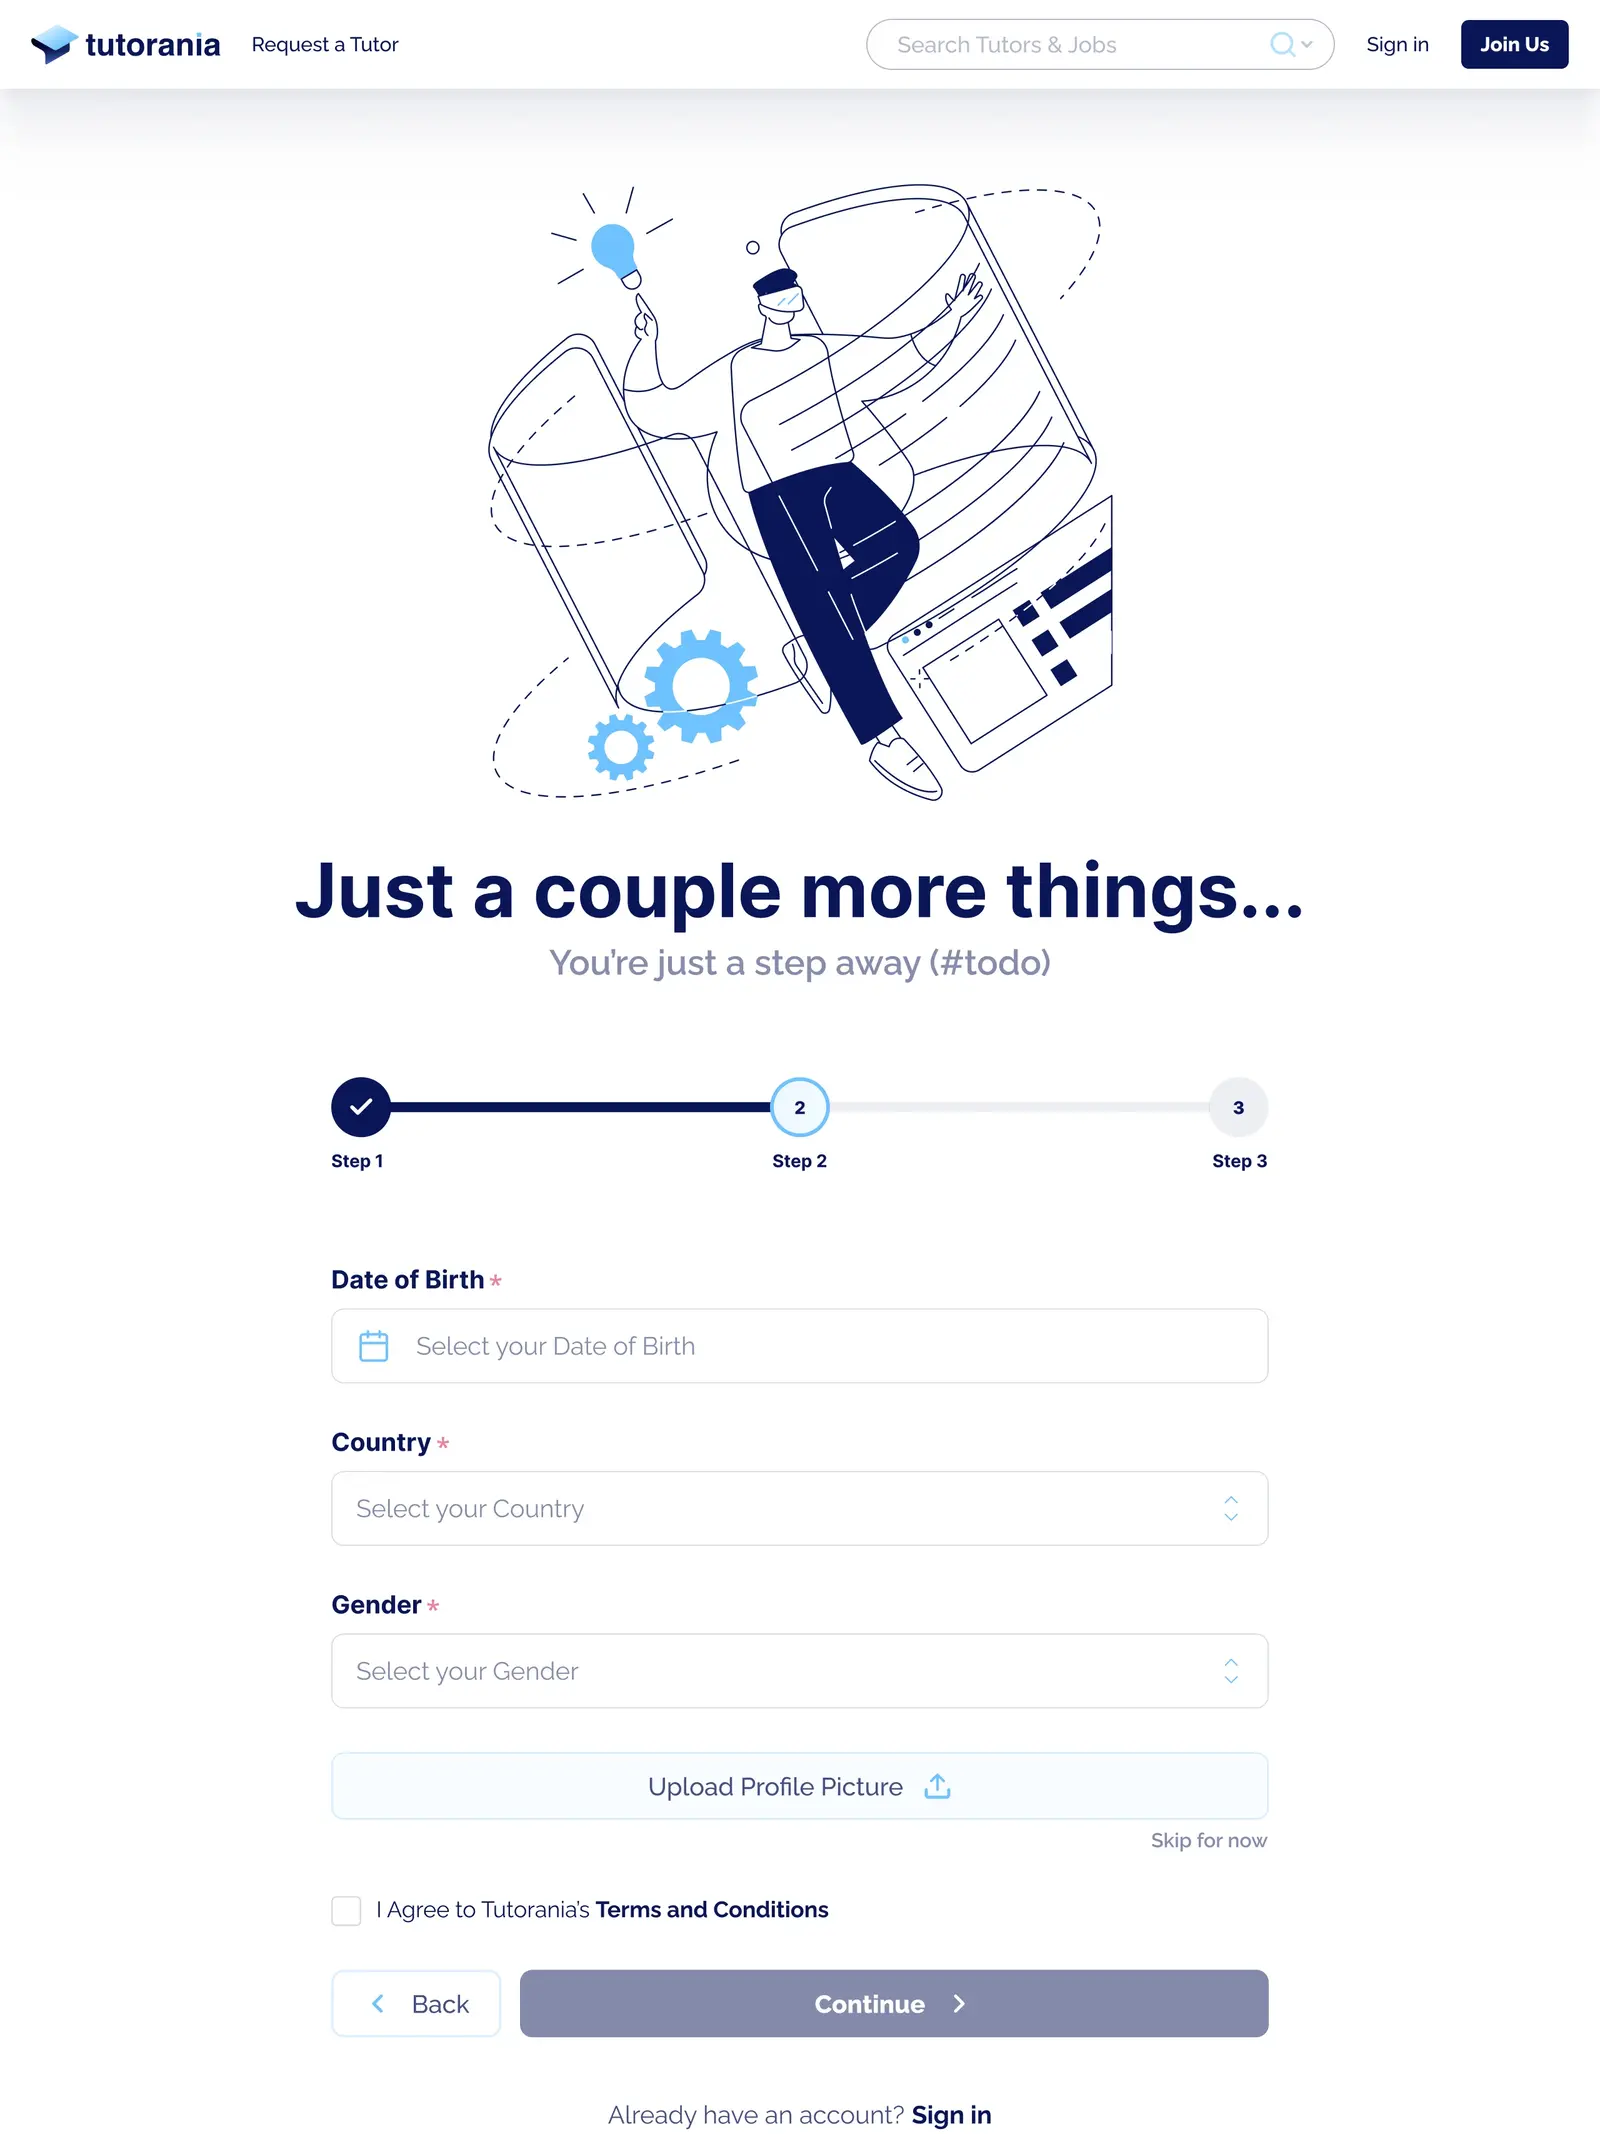 tutorania
Request a Tutor
Search Tutors & Jobs
Sign in
Join Us
Just a couple more things...
You're just a step away (#todo)
2
3
Step 1
Step 2
Step 3
Date of Birth *
Select your Date of Birth
Country *
Select your Country
Gender *
Select your Gender
Upload Profile Picture
Skip for now
I Agree to Tutorania's Terms and Conditions
Back
Continue
Already have an account? Sign in